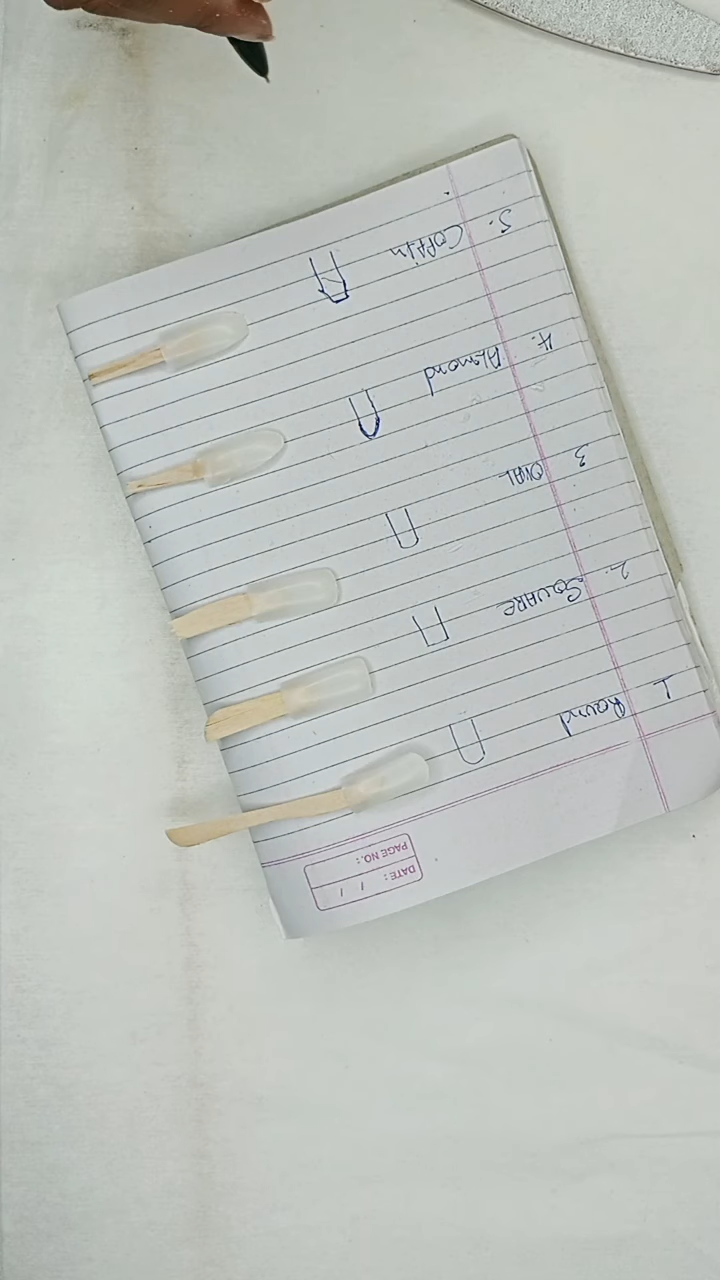 DATE: / /
PAGE NO.:
1. Round
2. SQUARE
3 OVAL
4. ALmond
5. Coffin